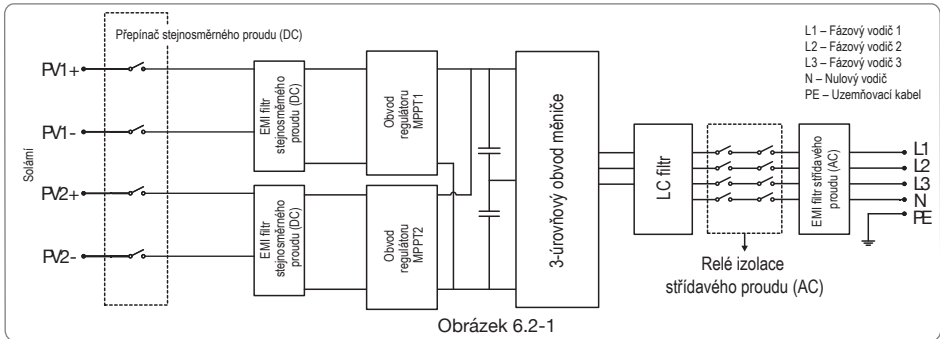 Přepínač stejnosměrného proudu (DC)
L1 – Fázový vodič 1
L2 – Fázový vodič 2
L3 – Fázový vodič 3
N – Nulový vodič
PE – Uzemňovací kabel
Solární
PV1+
PV1-
PV2+
PV2-
EMI filtr
stejnosměrného
proudu (DC)
EMI filtr
stejnosměrného
proudu (DC)
Obvod
regulátoru
MPPT1
Obvod
regulátoru
MPPT2
3-úrovňový obvod měniče
LC filtr
Relé izolace
střídavého proudu (AC)
EMI filtr střídavého
proudu (AC)
L1
L2
L3
N
PE
Obrázek 6.2-1